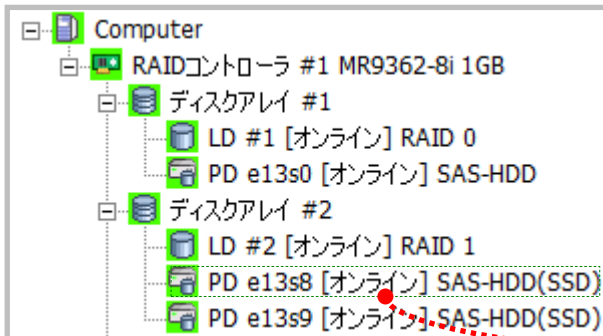 Computer
RAIDコントローラ #1 MR9362-8i 1GB
ディスクアレイ #1
LD #1 [オンライン] RAID 0
PD e13s0 [オンライン] SAS-HDD
ディスクアレイ #2
LD #2 [オンライン] RAID 1
PD e13s8 [オンライン] SAS-HDD(SSD)
PD e13s9 [オンライン] SAS-HDD(SSD)